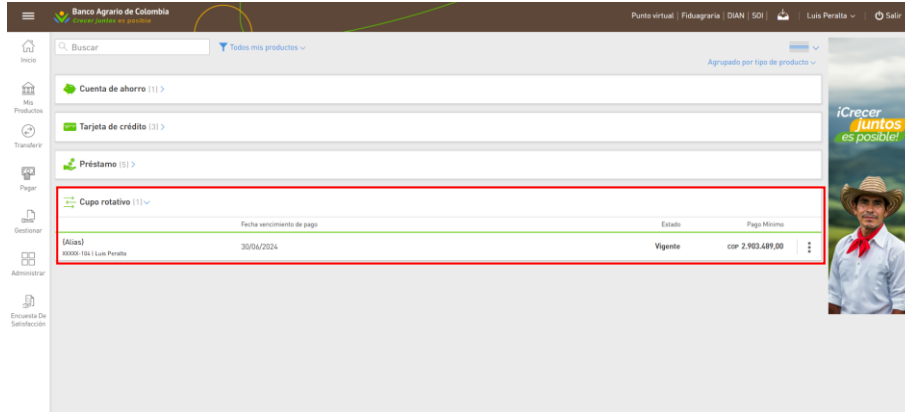 Banco Agrario de Colombia
Crecer juntos es posible
Punto virtual | Fiduagraria | DIAN | SOI |
Luis Peralta
Salir
Inicio
Mis
Productos
Transferir
Pagar
Gestionar
Administrar
Encuesta De
Satisfacción
Buscar
Todos mis productos
Agrupado por tipo de producto
Cuenta de ahorro (1) >
Tarjeta de crédito (3) >
Préstamo (5) >
Cupo rotativo (1)
Fecha vencimiento de pago
Estado
Pago Mínimo
(Alias)
XXXXX-104 | Luis Peralta
30/06/2024
Vigente
COP 2.903.489,00
¡Crecer
juntos
es posible!